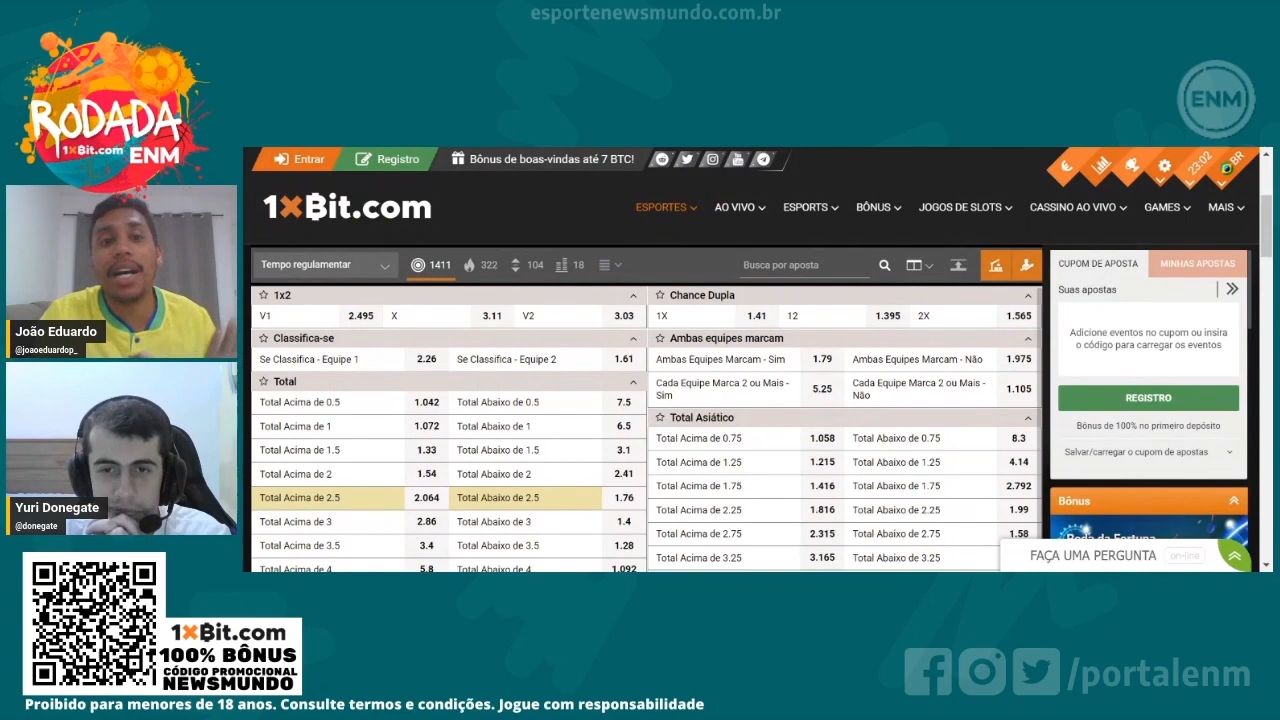 esportenewsmundo.com.br
RODADA
1xBit.com ENM
ENM
João Eduardo
@joaoeduardop_
Yuri Donegate
@donegate
Entrar
Registro
Bônus de boas-vindas até 7 BTC!
23:02
BR
1xBit.com
ESPORTES
AO VIVO
ESPORTS
BÔNUS
JOGOS DE SLOTS
CASSINO AO VIVO
GAMES
MAIS
Tempo regulamentar
1411
322
104
18
Busca por aposta
1x2
V1 2.495 X 3.11 V2 3.03
Classifica-se
Se Classifica - Equipe 1 2.26 Se Classifica - Equipe 2 1.61
Total
Total Acima de 0.5 1.042 Total Abaixo de 0.5 7.5
Total Acima de 1 1.072 Total Abaixo de 1 6.5
Total Acima de 1.5 1.33 Total Abaixo de 1.5 3.1
Total Acima de 2 1.54 Total Abaixo de 2 2.41
Total Acima de 2.5 2.064 Total Abaixo de 2.5 1.76
Total Acima de 3 2.86 Total Abaixo de 3 1.4
Total Acima de 3.5 3.4 Total Abaixo de 3.5 1.28
Total Acima de 4 5.8 Total Abaixo de 4 1.092
Chance Dupla
1X 1.41 12 1.395 2X 1.565
Ambas equipes marcam
Ambas Equipes Marcam - Sim 1.79 Ambas Equipes Marcam - Não 1.975
Cada Equipe Marca 2 ou Mais - Sim 5.25 Cada Equipe Marca 2 ou Mais - Não 1.105
Total Asiático
Total Acima de 0.75 1.058 Total Abaixo de 0.75 8.3
Total Acima de 1.25 1.215 Total Abaixo de 1.25 4.14
Total Acima de 1.75 1.416 Total Abaixo de 1.75 2.792
Total Acima de 2.25 1.816 Total Abaixo de 2.25 1.99
Total Acima de 2.75 2.315 Total Abaixo de 2.75 1.58
Total Acima de 3.25 3.165 Total Abaixo de 3.25
CUPOM DE APOSTA
MINHAS APOSTAS
Suas apostas
Adicione eventos no cupom ou insira
o código para carregar os eventos
REGISTRO
Bônus de 100% no primeiro depósito
Salvar/carregar o cupom de apostas
Bônus
Roda da Fortuna
FAÇA UMA PERGUNTA on-line
1xBit.com
100% BÔNUS
CÓDIGO PROMOCIONAL
NEWSMUNDO
/portalenm
Proibido para menores de 18 anos. Consulte termos e condições. Jogue com responsabilidade